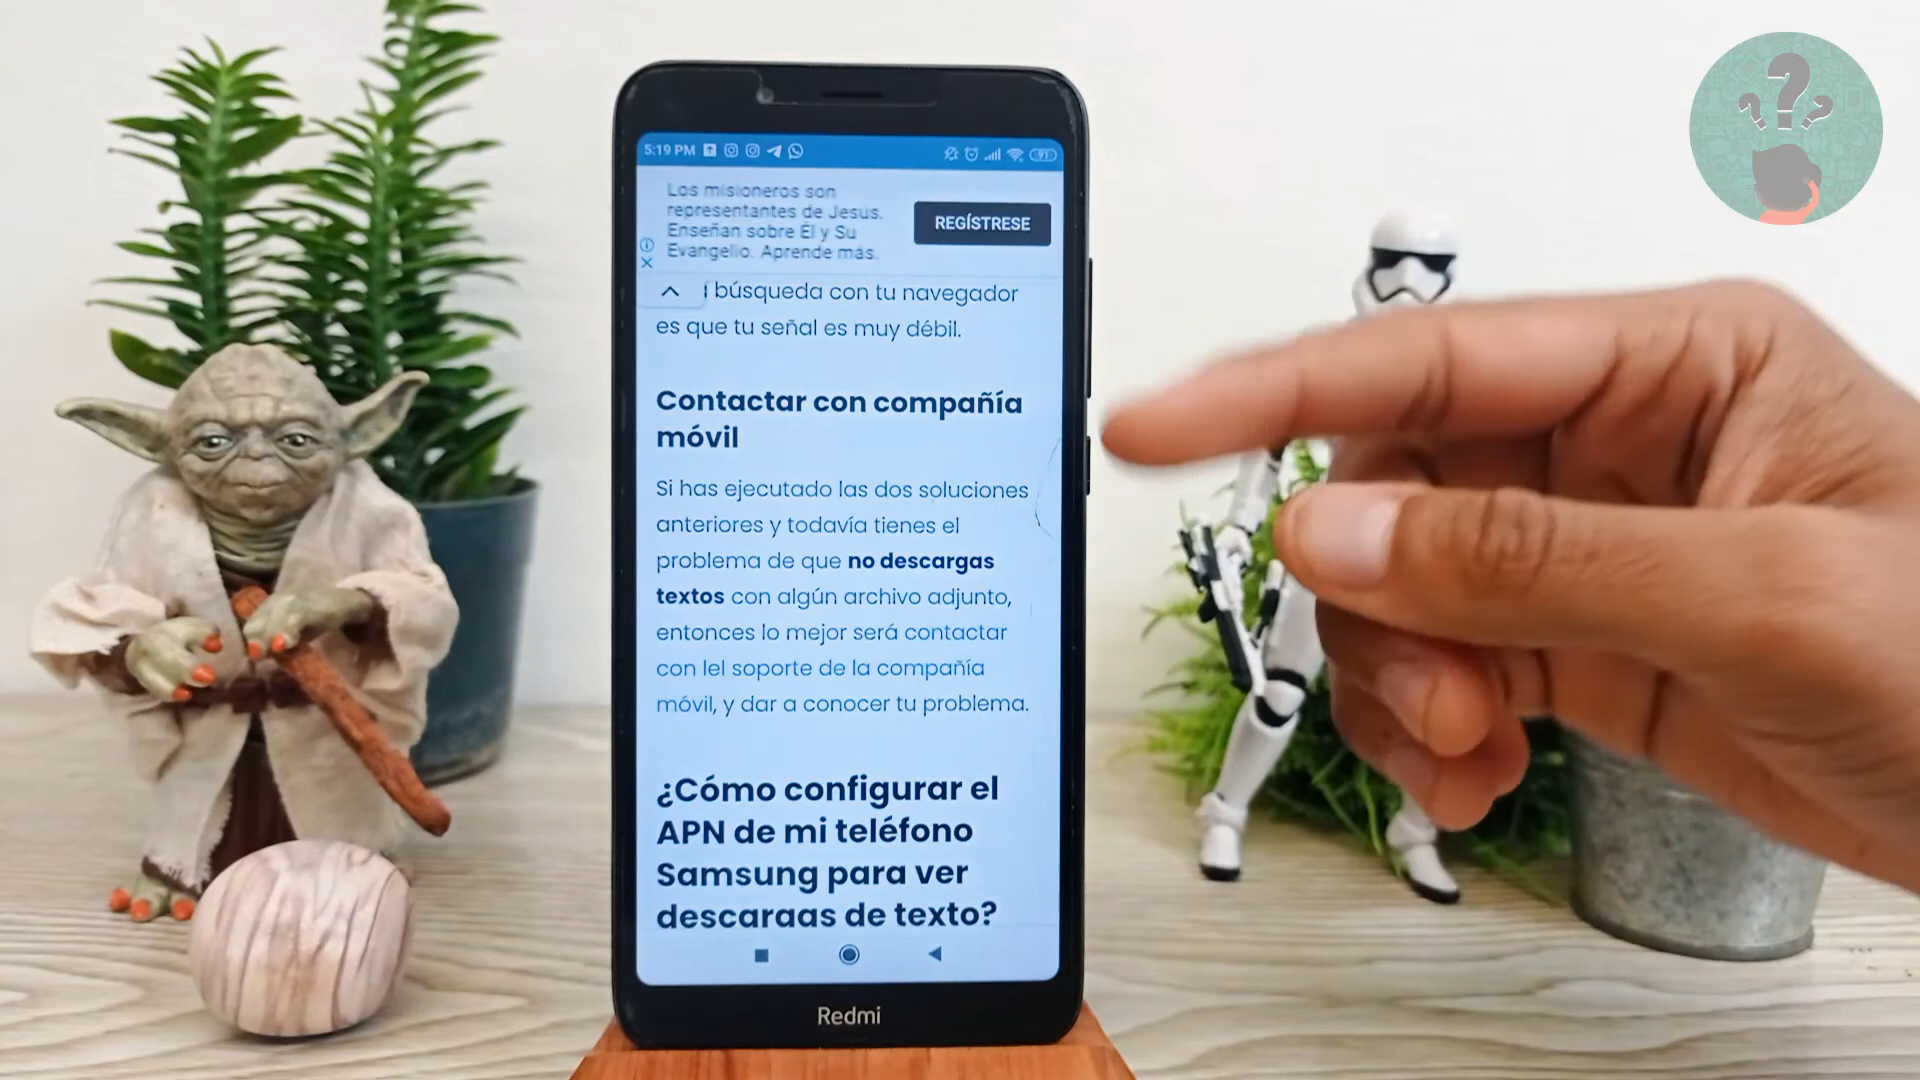 5:19 PM
91
Los misioneros son
representantes de Jesús.
Enseñan sobre Él y Su
Evangelio. Aprende más.
REGÍSTRESE
búsqueda con tu navegador
es que tu señal es muy débil.
Contactar con compañía
móvil
Si has ejecutado las dos soluciones
anteriores y todavía tienes el
problema de que no descargas
textos con algún archivo adjunto,
entonces lo mejor será contactar
con lel soporte de la compañía
móvil, y dar a conocer tu problema.
¿Cómo configurar el
APN de mi teléfono
Samsung para ver
descargas de texto?
Redmi